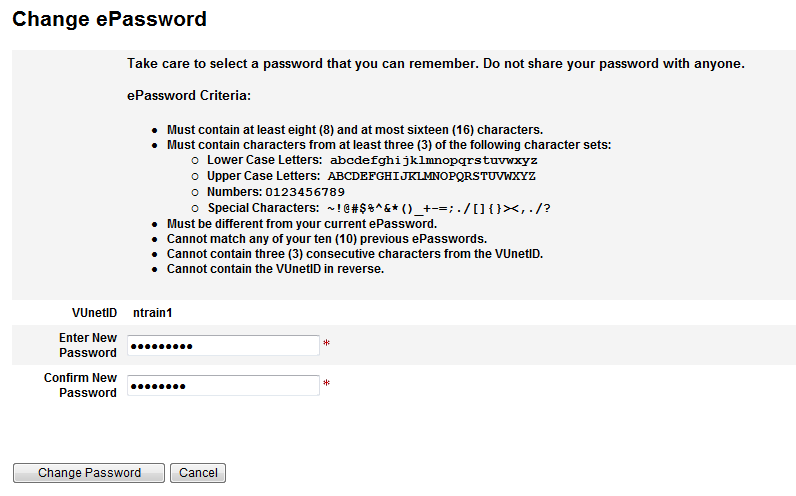 Change ePassword
Take care to select a password that you can remember. Do not share your password with anyone.
ePassword Criteria:
Must contain at least eight (8) and at most sixteen (16) characters.
Must contain characters from at least three (3) of the following character sets:
Lower Case Letters: abcdefghijklmnopqrstuvwxyz
Upper Case Letters: ABCDEFGHIJKLMNOPQRSTUVWXYZ
Numbers: 0123456789
Special Characters: ~!@#$%^&*()_+-=;./[]{}><,./?
Must be different from your current ePassword.
Cannot match any of your ten (10) previous ePasswords.
Cannot contain three (3) consecutive characters from the VUnetID.
Cannot contain the VUnetID in reverse.
VUnetID ntrain1
Enter New
Password ●●●●●●●●● *
Confirm New
Password ●●●●●●●● *
Change Password Cancel